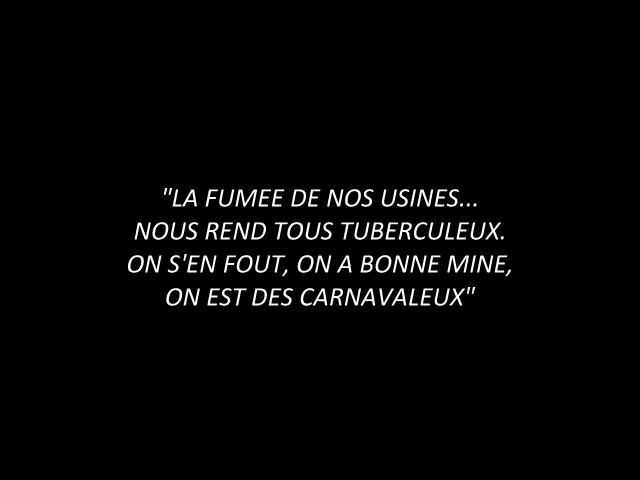 "LA FUMEE DE NOS USINES...
NOUS REND TOUS TUBERCULEUX.
ON S'EN FOUT, ON A BONNE MINE,
ON EST DES CARNAVALEUX"